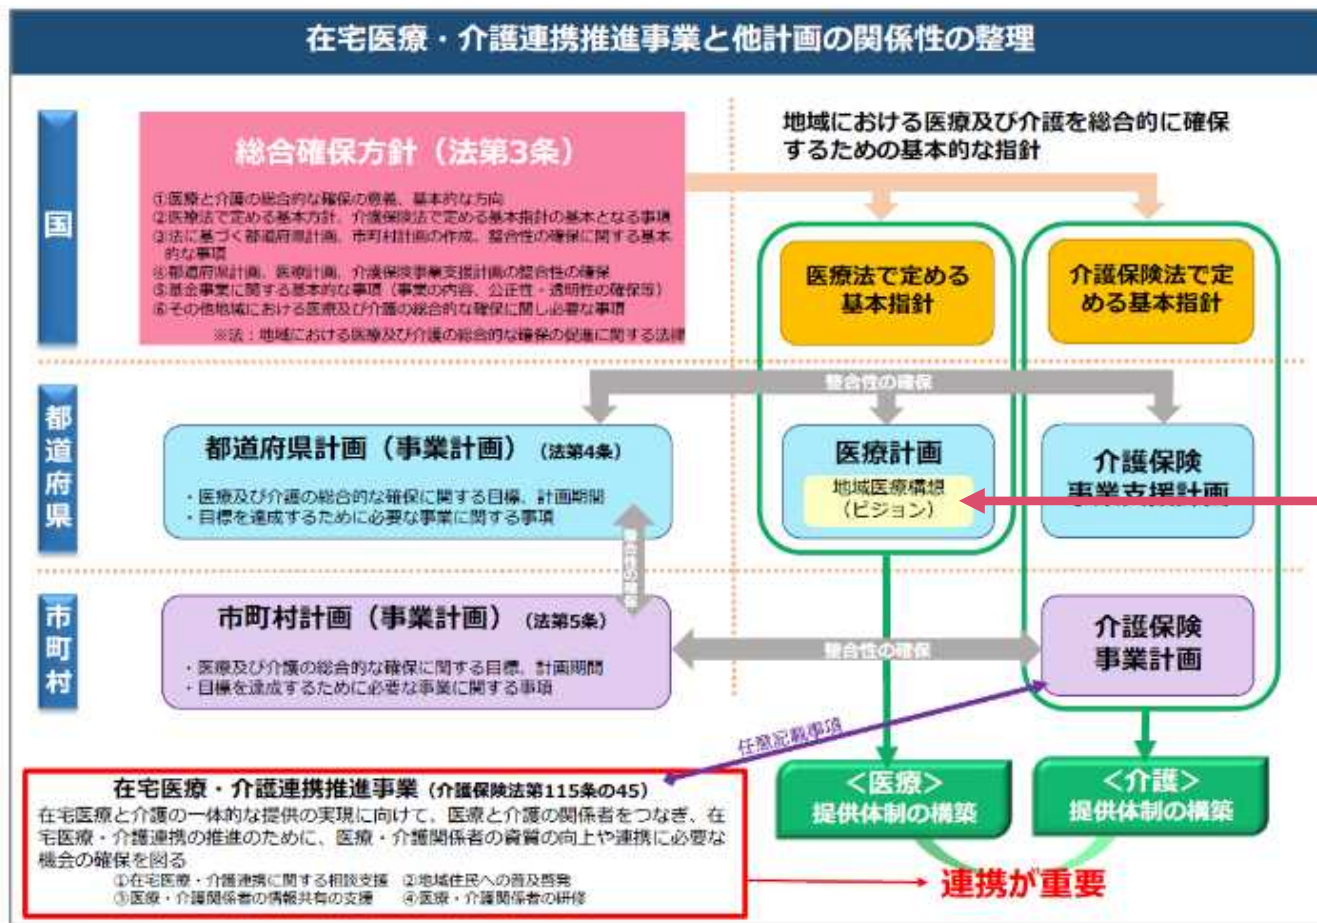 在宅医療・介護連携推進事業と他計画の関係性の整理
国
総合確保方針（法第3条）
①医療と介護の総合的な確保の意義、基本的な方向
②医療法で定める基本方針、介護保険法で定める基本指針の基本となる事項
③法に基づく都道府県計画、市町村計画の作成、整合性の確保に関する基本
的な事項
④都道府県計画、医療計画、介護保険事業支援計画の整合性の確保
⑤基金事業に関する基本的な事項（事業の内容、公正性・透明性の確保等）
⑥その他地域における医療及び介護の総合的な確保に関し必要な事項
※法：地域における医療及び介護の総合的な確保の促進に関する法律
地域における医療及び介護を総合的に確保
するための基本的な指針
医療法で定める
基本指針
介護保険法で定
める基本指針
都道府県
整合性の確保
都道府県計画（事業計画）（法第4条）
・医療及び介護の総合的な確保に関する目標、計画期間
・目標を達成するために必要な事業に関する事項
医療計画
地域医療構想
（ビジョン）
介護保険
事業支援計画
整合性の確保
市町村
市町村計画（事業計画）（法第5条）
・医療及び介護の総合的な確保に関する目標、計画期間
・目標を達成するために必要な事業に関する事項
整合性の確保
介護保険
事業計画
任意記載事項
在宅医療・介護連携推進事業（介護保険法第115条の45）
在宅医療と介護の一体的な提供の実現に向けて、医療と介護の関係者をつなぎ、在
宅医療・介護連携の推進のために、医療・介護関係者の資質の向上や連携に必要な
機会の確保を図る
①在宅医療・介護連携に関する相談支援　②地域住民への普及啓発
③医療・介護関係者の情報共有の支援　④医療・介護関係者の研修
＜医療＞
提供体制の構築
＜介護＞
提供体制の構築
連携が重要